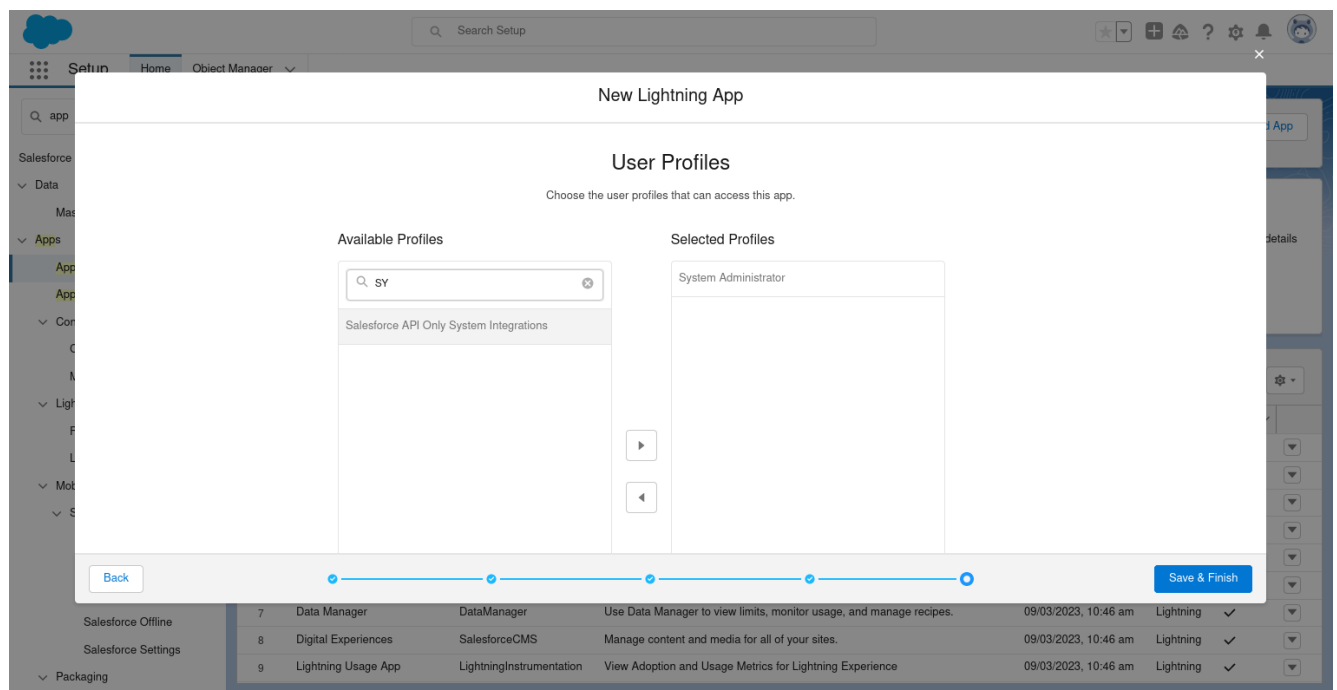 Search Setup
Setup Home Object Manager
New Lightning App
app
d App
User Profiles
Salesforce
Choose the user profiles that can access this app.
Data
Mas
Apps
Available Profiles Selected Profiles
details
App
SY
System Administrator
App
Con
Salesforce API Only System Integrations
Ligh
Mob
S
Back
Save & Finish
7 Data Manager DataManager Use Data Manager to view limits, monitor usage, and manage recipes. 09/03/2023, 10:46 am Lightning
Salesforce Offline
8 Digital Experiences SalesforceCMS Manage content and media for all of your sites. 09/03/2023, 10:46 am Lightning
Salesforce Settings
9 Lightning Usage App LightningInstrumentation View Adoption and Usage Metrics for Lightning Experience 09/03/2023, 10:46 am Lightning
Packaging